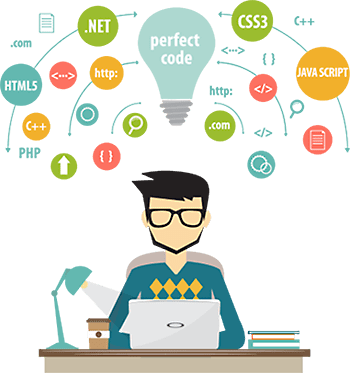 .NET
CSS3
C++
.com
perfect
code
<···>
{ }
HTML5
<···>
http:
http:
</>
JAVA SCRIPT
C++
.com
</>
PHP
{ }